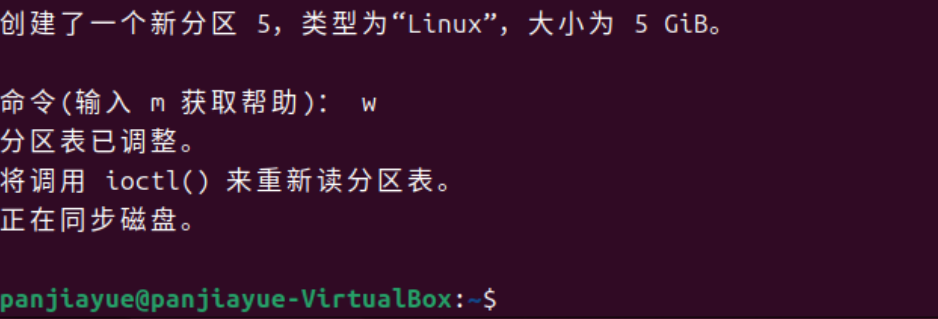 创建了一个新分区 5，类型为“Linux”，大小为 5 GiB。
命令(输入 m 获取帮助)： w
分区表已调整。
将调用 ioctl() 来重新读分区表。
正在同步磁盘。
panjiayue@panjiayue-VirtualBox:~$